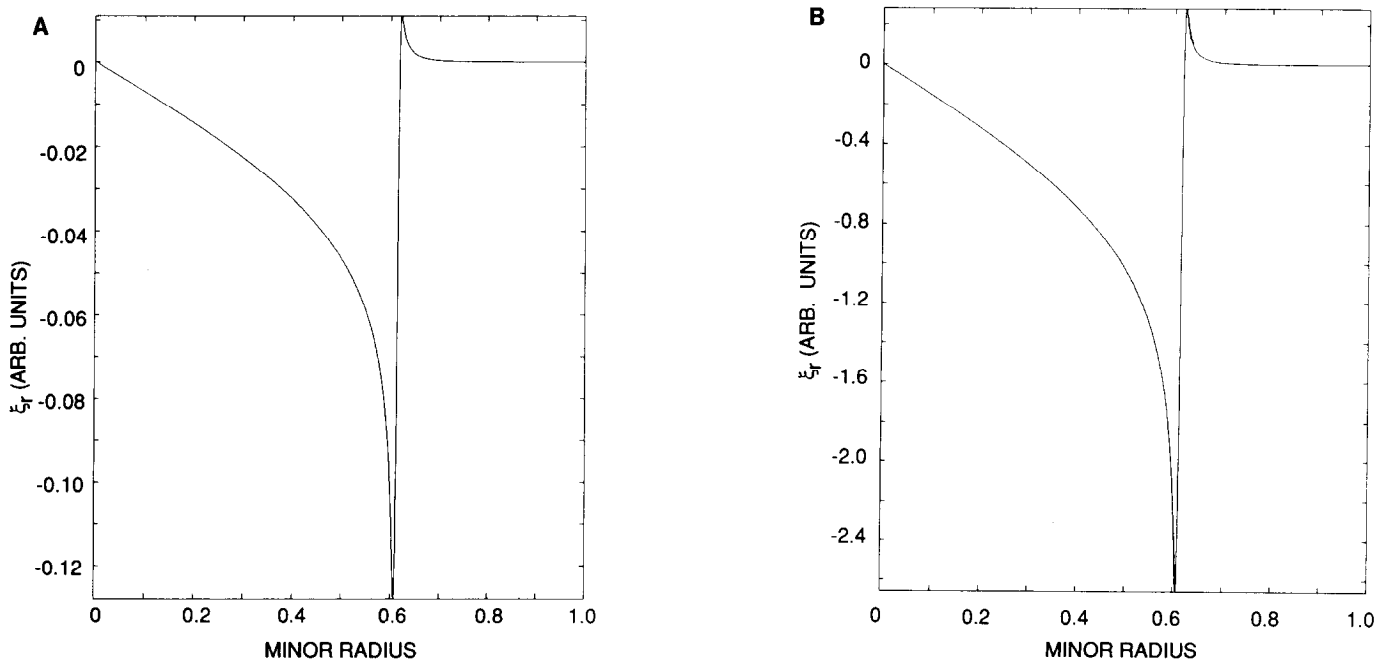 A
0
-0.02
-0.04
-0.06
-0.08
-0.10
-0.12
ξr (ARB. UNITS)
0 0.2 0.4 0.6 0.8 1.0
MINOR RADIUS
B
0
-0.4
-0.8
-1.2
-1.6
-2.0
-2.4
ξr (ARB. UNITS)
0 0.2 0.4 0.6 0.8 1.0
MINOR RADIUS